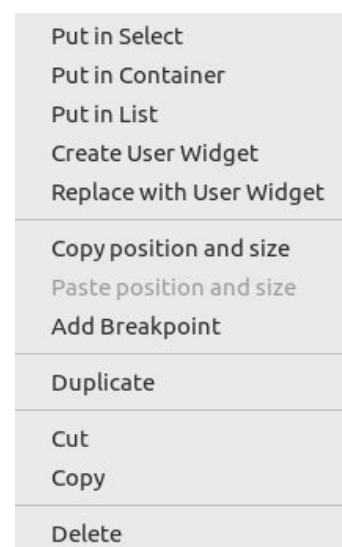 Put in Select
Put in Container
Put in List
Create User Widget
Replace with User Widget
Copy position and size
Paste position and size
Add Breakpoint
Duplicate
Cut
Copy
Delete